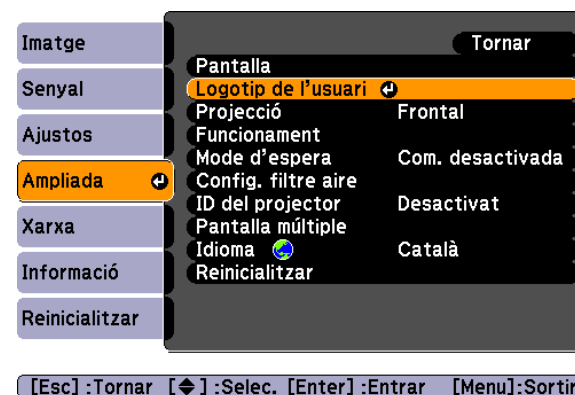 Imatge
Senyal
Ajustos
Ampliada
Xarxa
Informació
Reinicialitzar
Tornar
Pantalla
Logotip de l'usuari
Projecció Frontal
Funcionament
Mode d'espera Com. desactivada
Config. filtre aire
ID del projector Desactivat
Pantalla múltiple
Idioma Català
Reinicialitzar
[Esc] :Tornar [◆] :Selec. [Enter] :Entrar [Menu]:Sortir